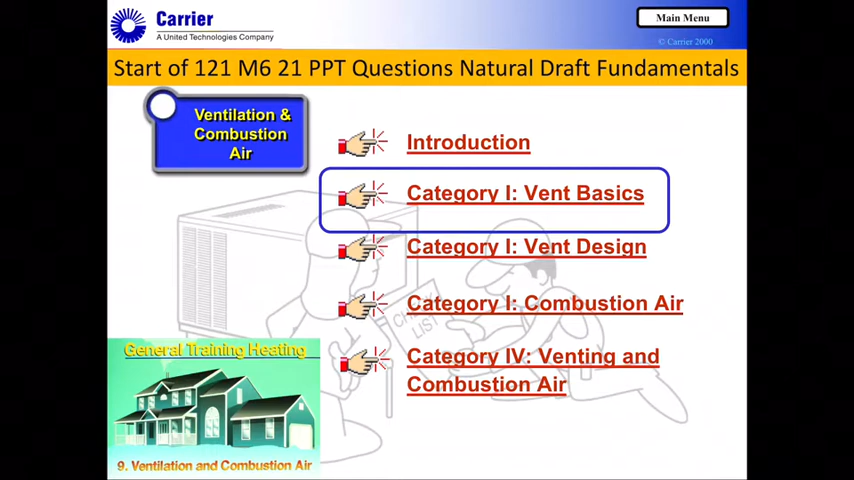 Carrier
A United Technologies Company
Main Menu
© Carrier 2000
Start of 121 M6 21 PPT Questions Natural Draft Fundamentals
Ventilation &
Combustion
Air
Introduction
Category I: Vent Basics
Category I: Vent Design
Category I: Combustion Air
Category IV: Venting and
Combustion Air
CHECK
LIST
General Training Heating
9. Ventilation and Combustion Air